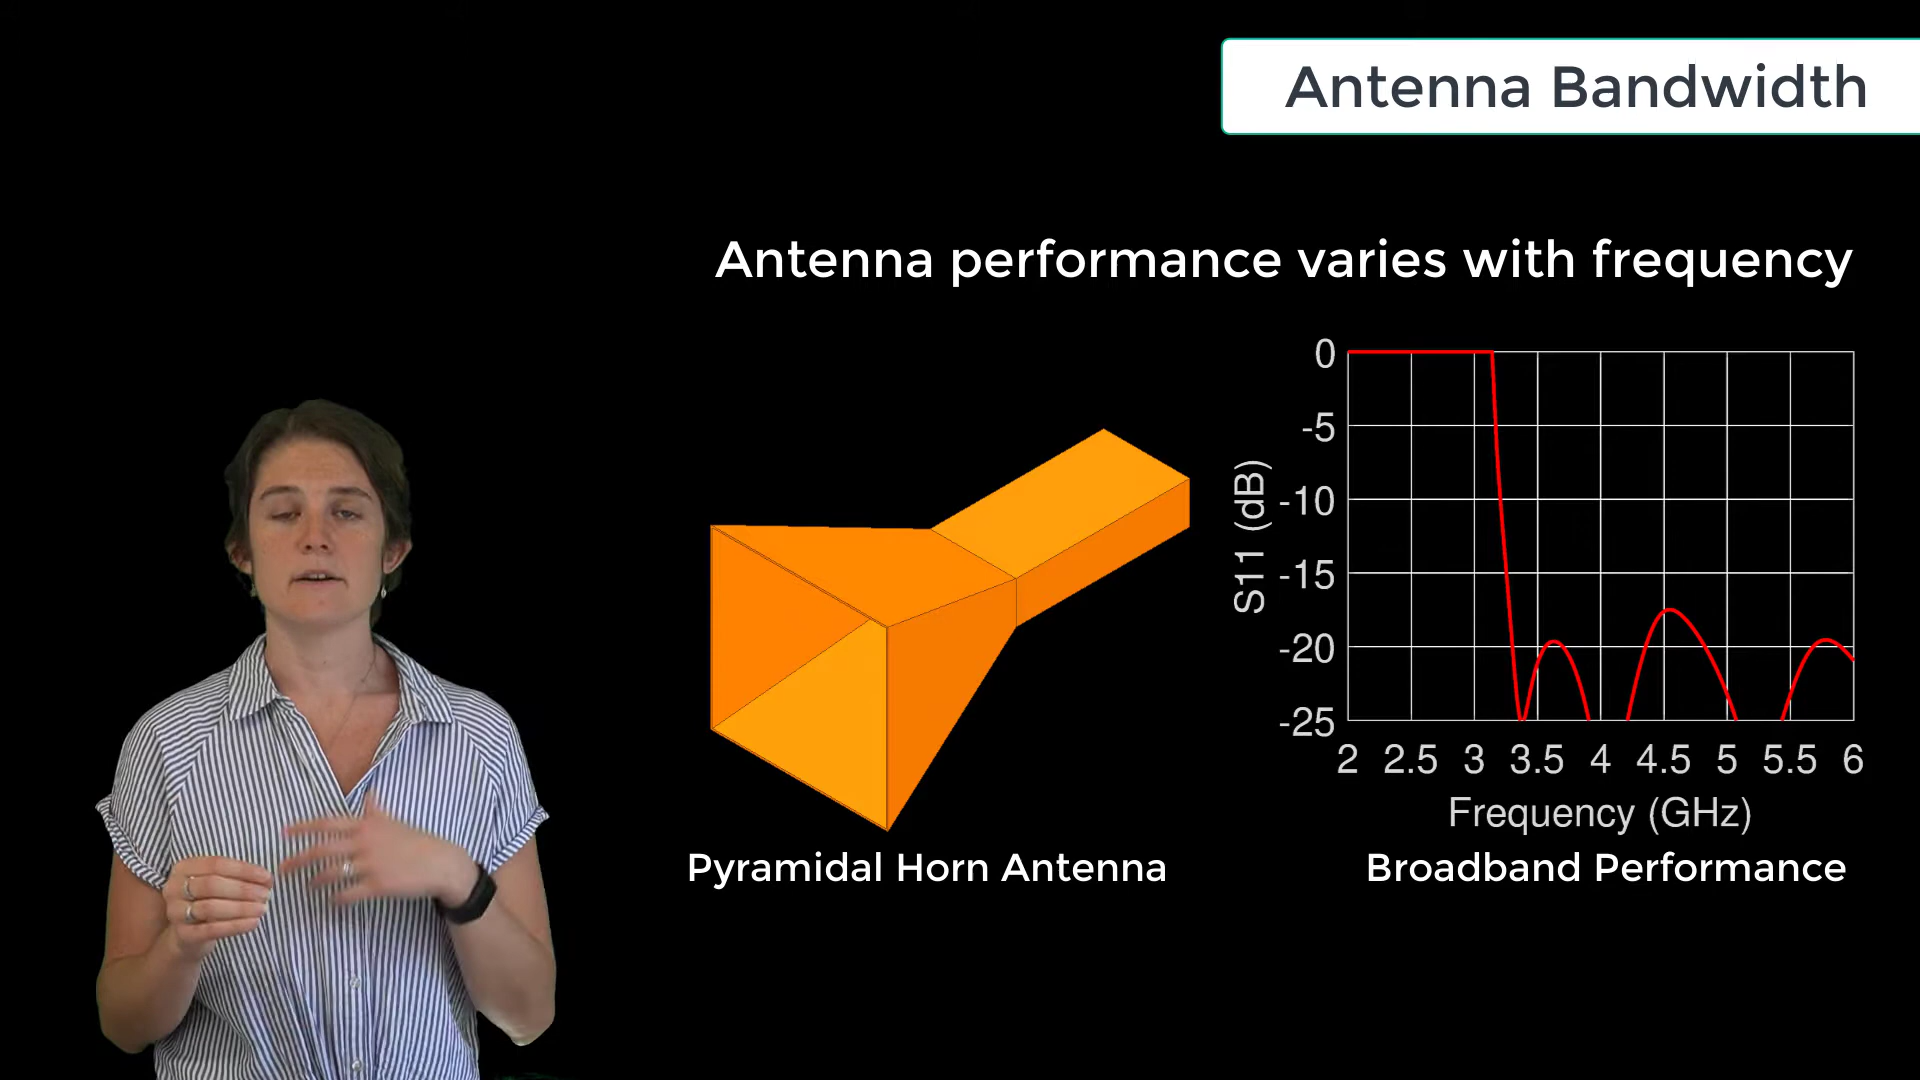 Antenna Bandwidth
Antenna performance varies with frequency
0
-5
-10
-15
-20
-25
S11 (dB)
2 2.5 3 3.5 4 4.5 5 5.5 6
Frequency (GHz)
Pyramidal Horn Antenna
Broadband Performance